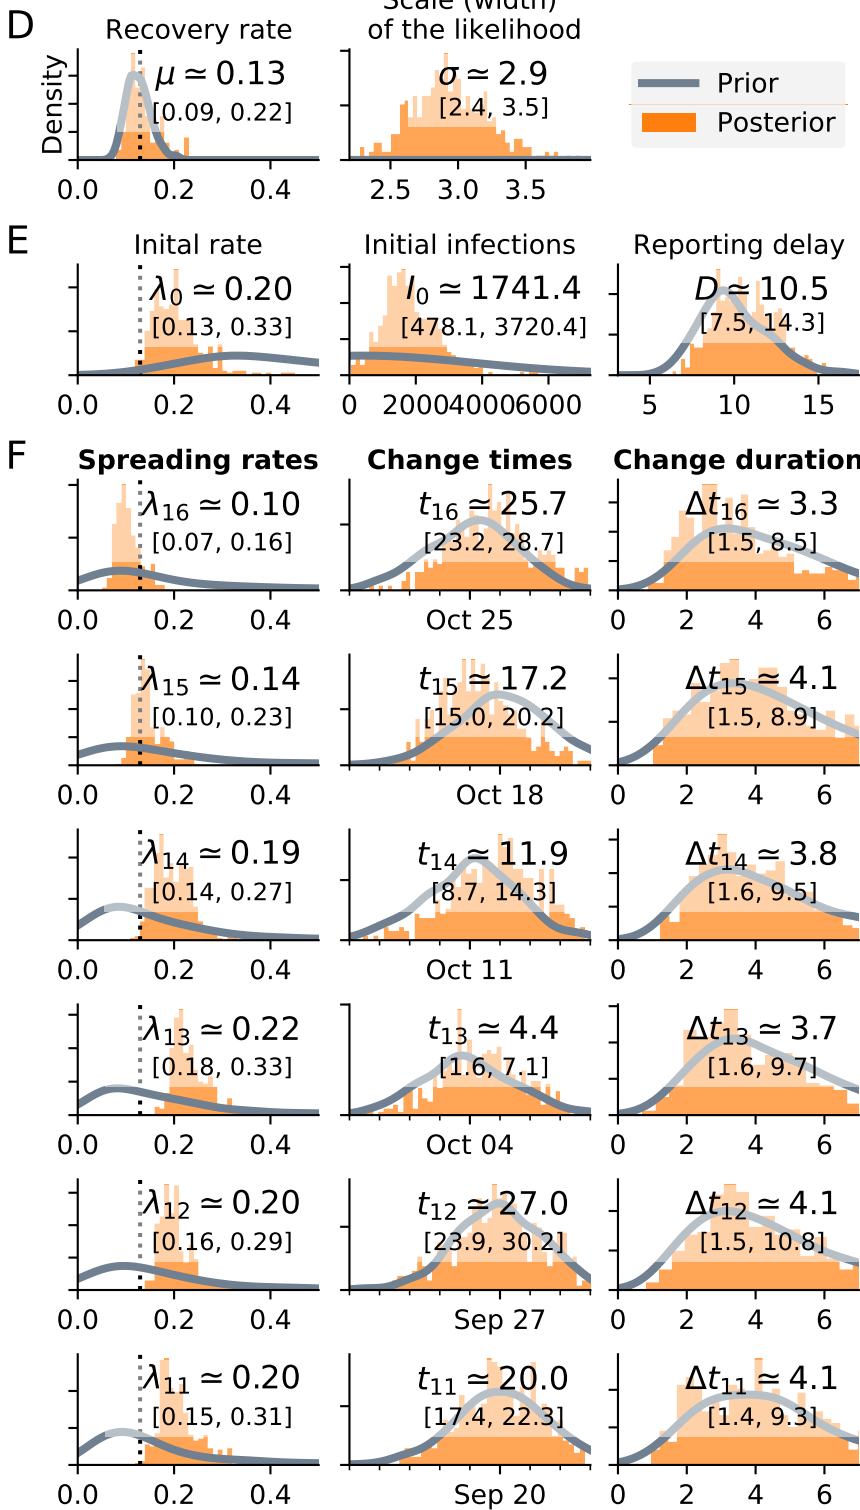 D
Scale (width)
Recovery rate
of the likelihood
Density
μ ≃ 0.13
[0.09, 0.22]
σ ≃ 2.9
[2.4, 3.5]
Prior
Posterior
0.0 0.2 0.4
2.5 3.0 3.5
E
Inital rate
Initial infections
Reporting delay
λ0 ≃ 0.20
[0.13, 0.33]
I0 ≃ 1741.4
[478.1, 3720.4]
D ≃ 10.5
[7.5, 14.3]
0.0 0.2 0.4
0 2000 4000 6000
5 10 15
F
Spreading rates
Change times
Change duration
λ16 ≃ 0.10
[0.07, 0.16]
t16 ≃ 25.7
[23.2, 28.7]
Δt16 ≃ 3.3
[1.5, 8.5]
0.0 0.2 0.4
Oct 25
0 2 4 6
λ15 ≃ 0.14
[0.10, 0.23]
t15 ≃ 17.2
[15.0, 20.2]
Δt15 ≃ 4.1
[1.5, 8.9]
0.0 0.2 0.4
Oct 18
0 2 4 6
λ14 ≃ 0.19
[0.14, 0.27]
t14 ≃ 11.9
[8.7, 14.3]
Δt14 ≃ 3.8
[1.6, 9.5]
0.0 0.2 0.4
Oct 11
0 2 4 6
λ13 ≃ 0.22
[0.18, 0.33]
t13 ≃ 4.4
[1.6, 7.1]
Δt13 ≃ 3.7
[1.6, 9.7]
0.0 0.2 0.4
Oct 04
0 2 4 6
λ12 ≃ 0.20
[0.16, 0.29]
t12 ≃ 27.0
[23.9, 30.2]
Δt12 ≃ 4.1
[1.5, 10.8]
0.0 0.2 0.4
Sep 27
0 2 4 6
λ11 ≃ 0.20
[0.15, 0.31]
t11 ≃ 20.0
[17.4, 22.3]
Δt11 ≃ 4.1
[1.4, 9.3]
0.0 0.2 0.4
Sep 20
0 2 4 6